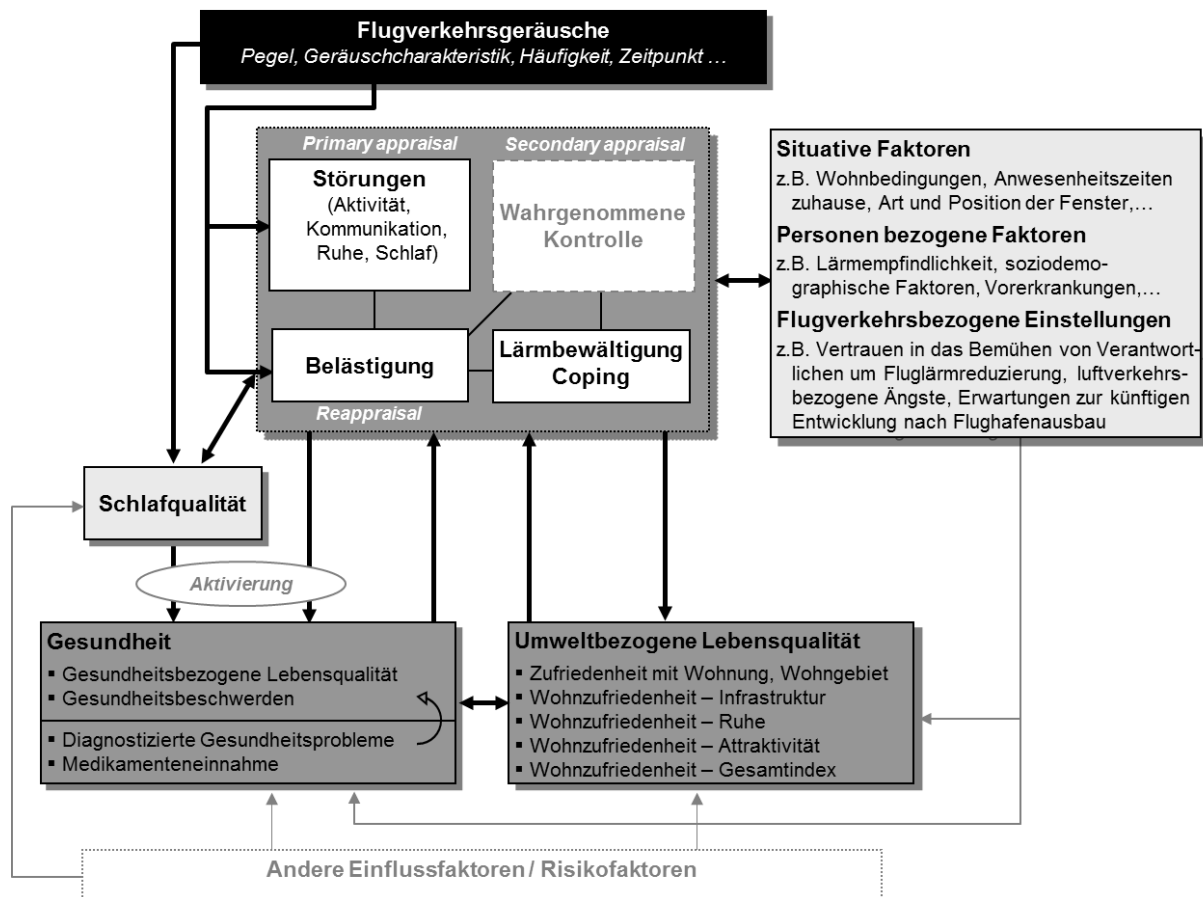 Flugverkehrsgeräusche
Pegel, Geräuschcharakteristik, Häufigkeit, Zeitpunkt …
Primary appraisal
Secondary appraisal
Störungen
(Aktivität,
Kommunikation,
Ruhe, Schlaf)
Wahrgenommene
Kontrolle
Belästigung
Lärmbewältigung
Coping
Reappraisal
Situative Faktoren
z.B. Wohnbedingungen, Anwesenheitszeiten
zuhause, Art und Position der Fenster,…
Personen bezogene Faktoren
z.B. Lärmempfindlichkeit, soziodemo-
graphische Faktoren, Vorerkrankungen,…
Flugverkehrsbezogene Einstellungen
z.B. Vertrauen in das Bemühen von Verantwort-
lichen um Fluglärmreduzierung, luftverkehrs-
bezogene Ängste, Erwartungen zur künftigen
Entwicklung nach Flughafenausbau
Schlafqualität
Aktivierung
Gesundheit
▪ Gesundheitsbezogene Lebensqualität
▪ Gesundheitsbeschwerden
▪ Diagnostizierte Gesundheitsprobleme
▪ Medikamenteneinnahme
Umweltbezogene Lebensqualität
▪ Zufriedenheit mit Wohnung, Wohngebiet
▪ Wohnzufriedenheit – Infrastruktur
▪ Wohnzufriedenheit – Ruhe
▪ Wohnzufriedenheit – Attraktivität
▪ Wohnzufriedenheit – Gesamtindex
Andere Einflussfaktoren / Risikofaktoren